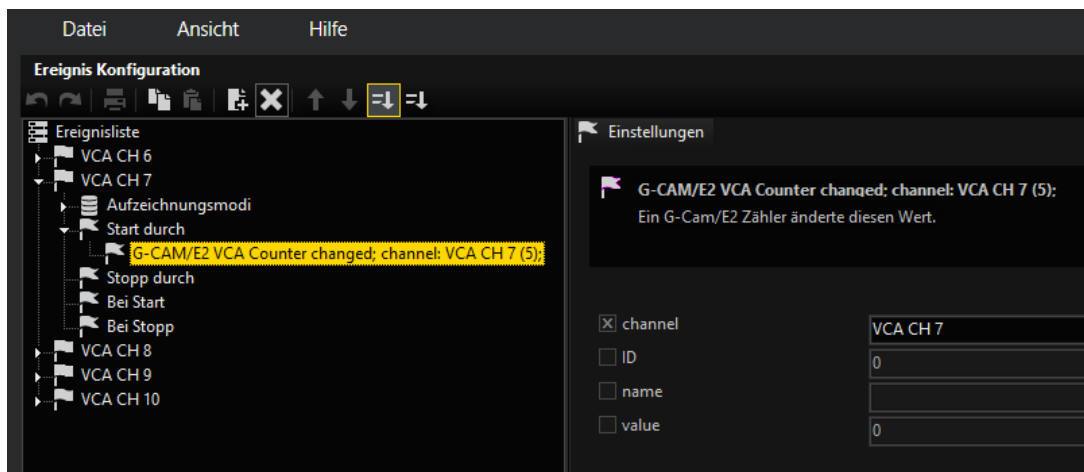 Datei Ansicht Hilfe
Ereignis Konfiguration
Ereignisliste
VCA CH 6
VCA CH 7
Aufzeichnungsmodi
Start durch
G-CAM/E2 VCA Counter changed; channel: VCA CH 7 (5);
Stopp durch
Bei Start
Bei Stopp
VCA CH 8
VCA CH 9
VCA CH 10
Einstellungen
G-CAM/E2 VCA Counter changed; channel: VCA CH 7 (5);
Ein G-Cam/E2 Zähler änderte diesen Wert.
channel VCA CH 7
ID 0
name
value 0